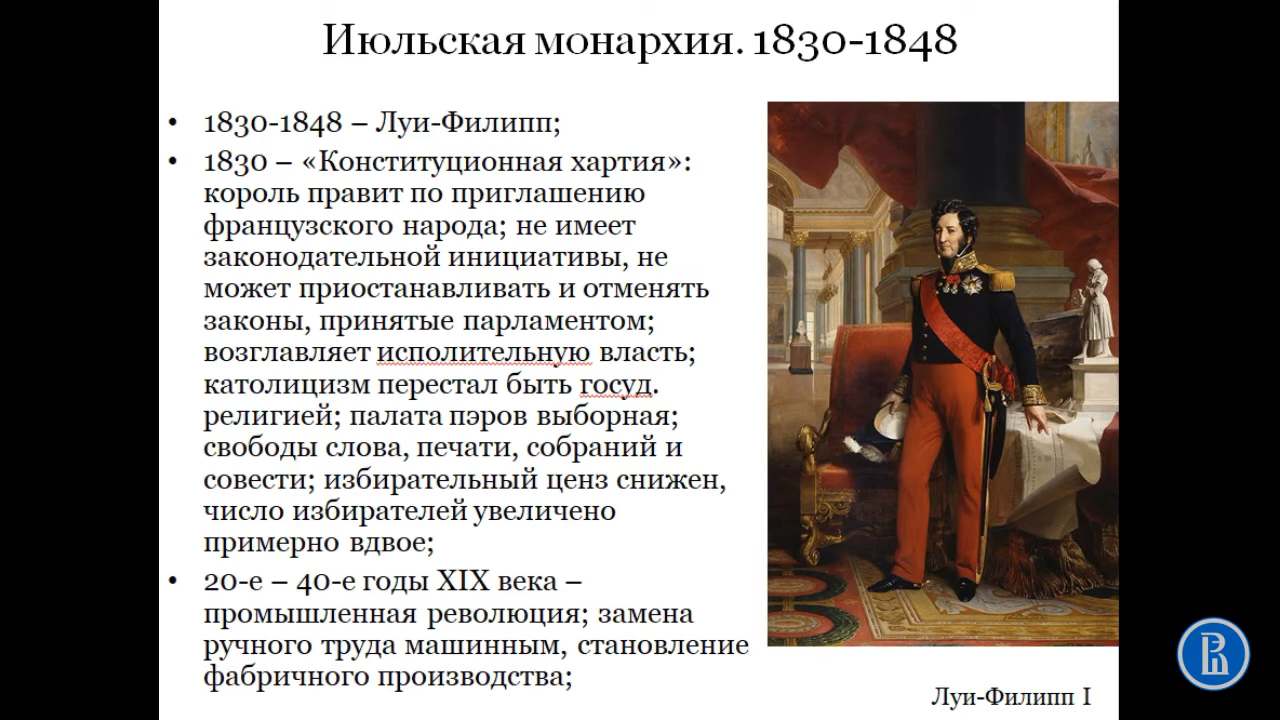 Июльская монархия. 1830-1848
• 1830-1848 – Луи-Филипп;
• 1830 – «Конституционная хартия»:
король правит по приглашению
французского народа; не имеет
законодательной инициативы, не
может приостанавливать и отменять
законы, принятые парламентом;
возглавляет исполительную власть;
католицизм перестал быть госуд.
религией; палата пэров выборная;
свободы слова, печати, собраний и
совести; избирательный ценз снижен,
число избирателей увеличено
примерно вдвое;
• 20-е – 40-е годы XIX века –
промышленная революция; замена
ручного труда машинным, становление
фабричного производства;
Луи-Филипп I